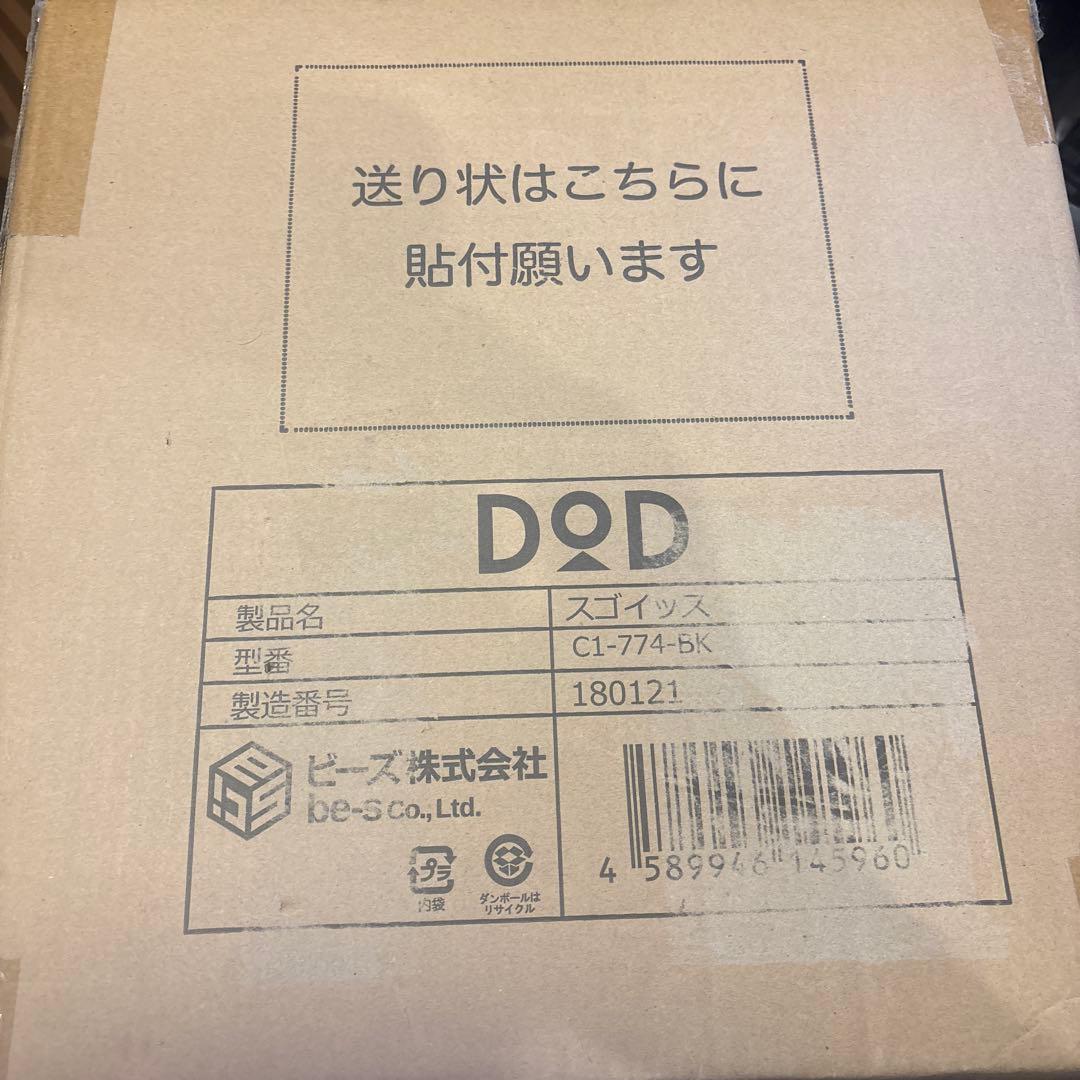 送り状はこちらに
貼付願います
DOD
製品名 スゴイッス
型番 C1-774-BK
製造番号 180121
ビーズ株式会社
be-s co., Ltd.
プラ
内袋
ダンボールは
リサイクル
4 589946 145960